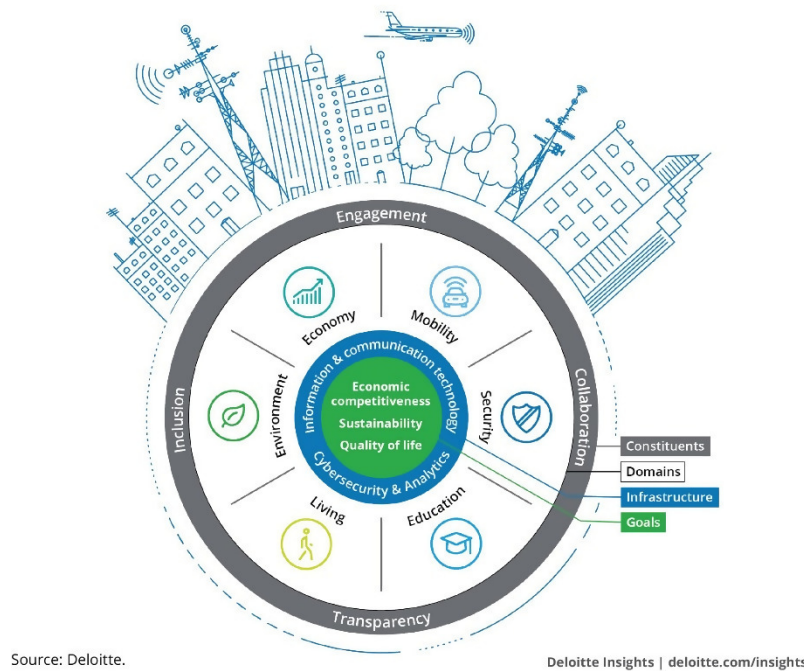 Engagement
Economy
Mobility
Inclusion
Environment
Information & communication technology
Economic
competitiveness
Sustainability
Quality of life
Cybersecurity & Analytics
Security
Collaboration
Living
Education
Transparency
Constituents
Domains
Infrastructure
Goals
Source: Deloitte.
Deloitte Insights | deloitte.com/insights